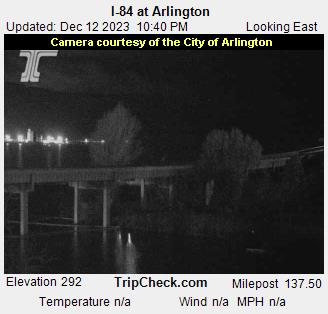 I-84 at Arlington
Updated: Dec 12 2023 10:40 PM Looking East
Camera courtesy of the City of Arlington
Elevation 292 TripCheck.com Milepost 137.50
Temperature n/a Wind n/a MPH n/a